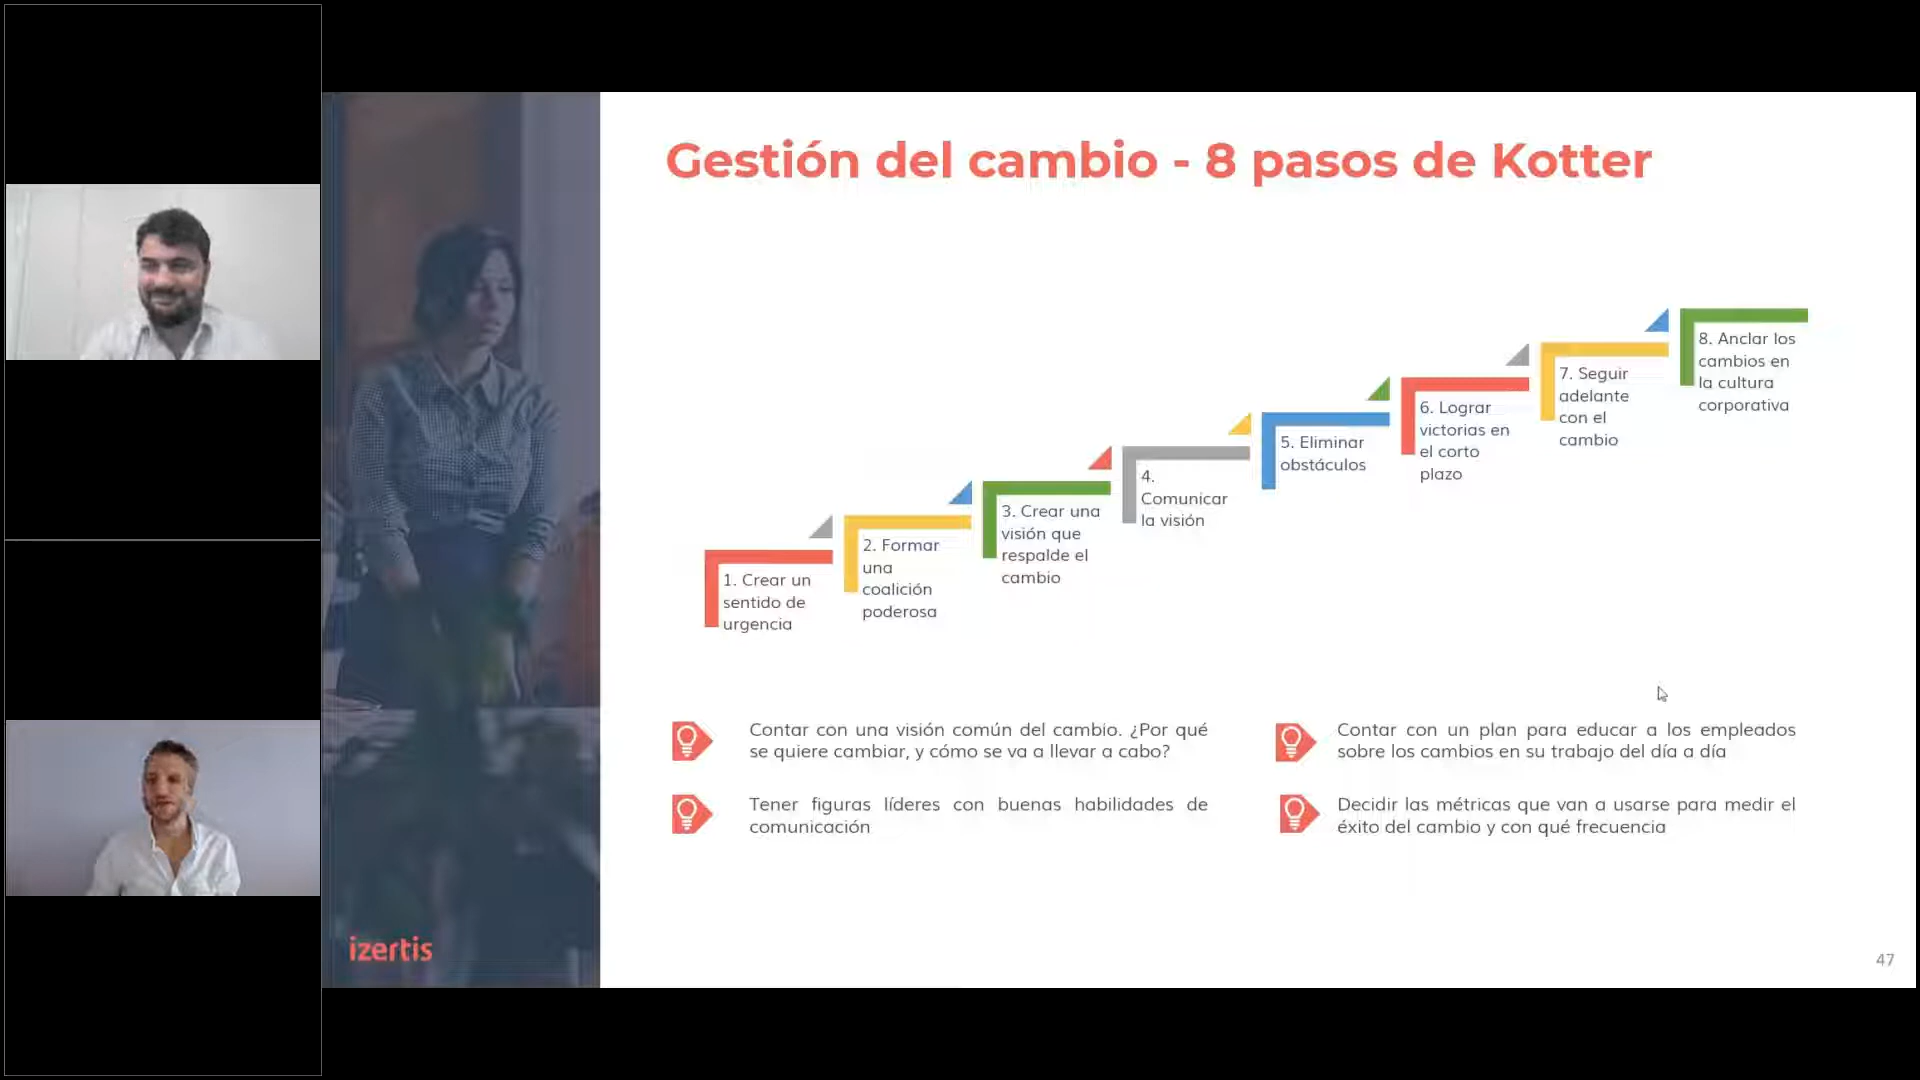 Gestión del cambio - 8 pasos de Kotter
1. Crear un
sentido de
urgencia
2. Formar
una
coalición
poderosa
3. Crear una
visión que
respalde el
cambio
4.
Comunicar
la visión
5. Eliminar
obstáculos
6. Lograr
victorias en
el corto
plazo
7. Seguir
adelante
con el
cambio
8. Anclar los
cambios en
la cultura
corporativa
Contar con una visión común del cambio. ¿Por qué
se quiere cambiar, y cómo se va a llevar a cabo?
Tener figuras líderes con buenas habilidades de
comunicación
Contar con un plan para educar a los empleados
sobre los cambios en su trabajo del día a día
Decidir las métricas que van a usarse para medir el
éxito del cambio y con qué frecuencia
izertis
47